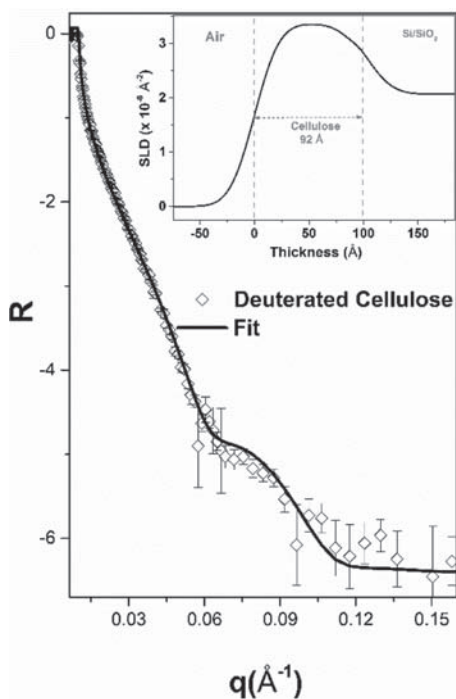 0
-2
-4
-6
R
0.03 0.06 0.09 0.12 0.15
q(Å⁻¹)
Deuterated Cellulose
Fit
Air
Si/SiO₂
Cellulose
92 Å
3
2
1
0
SLD (x 10⁻⁶ Å⁻²)
-50 0 50 100 150
Thickness (Å)